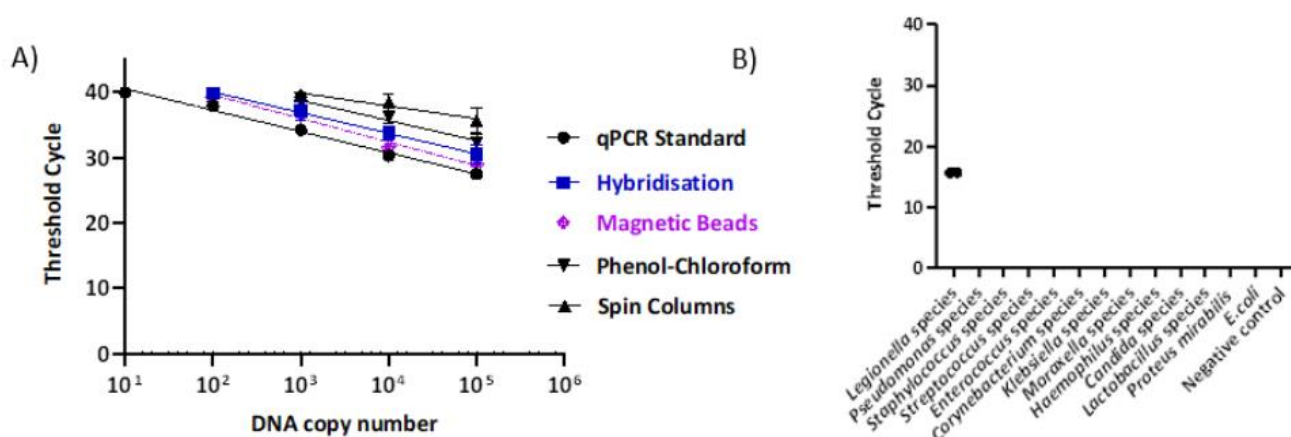 A)
Threshold Cycle
40
30
20
10
0
10¹ 10² 10³ 10⁴ 10⁵ 10⁶
DNA copy number
qPCR Standard
Hybridisation
Magnetic Beads
Phenol-Chloroform
Spin Columns
B)
Threshold Cycle
40
30
20
10
0
Legionella species
Pseudomonas species
Staphylococcus species
Streptococcus species
Enterococcus species
Corynebacterium species
Klebsiella species
Moraxella species
Haemophilus species
Candida species
Lactobacillus species
Proteus mirabilis
E.coli
Negative control